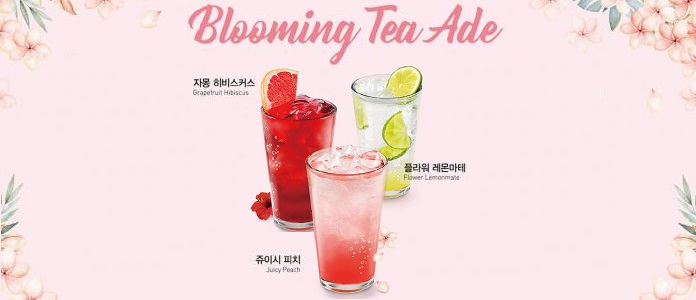 Blooming Tea Ade
자몽 히비스커스
Grapefruit Hibiscus
플라워 레몬마테
Flower Lemonmate
쥬이시 피치
Juicy Peach